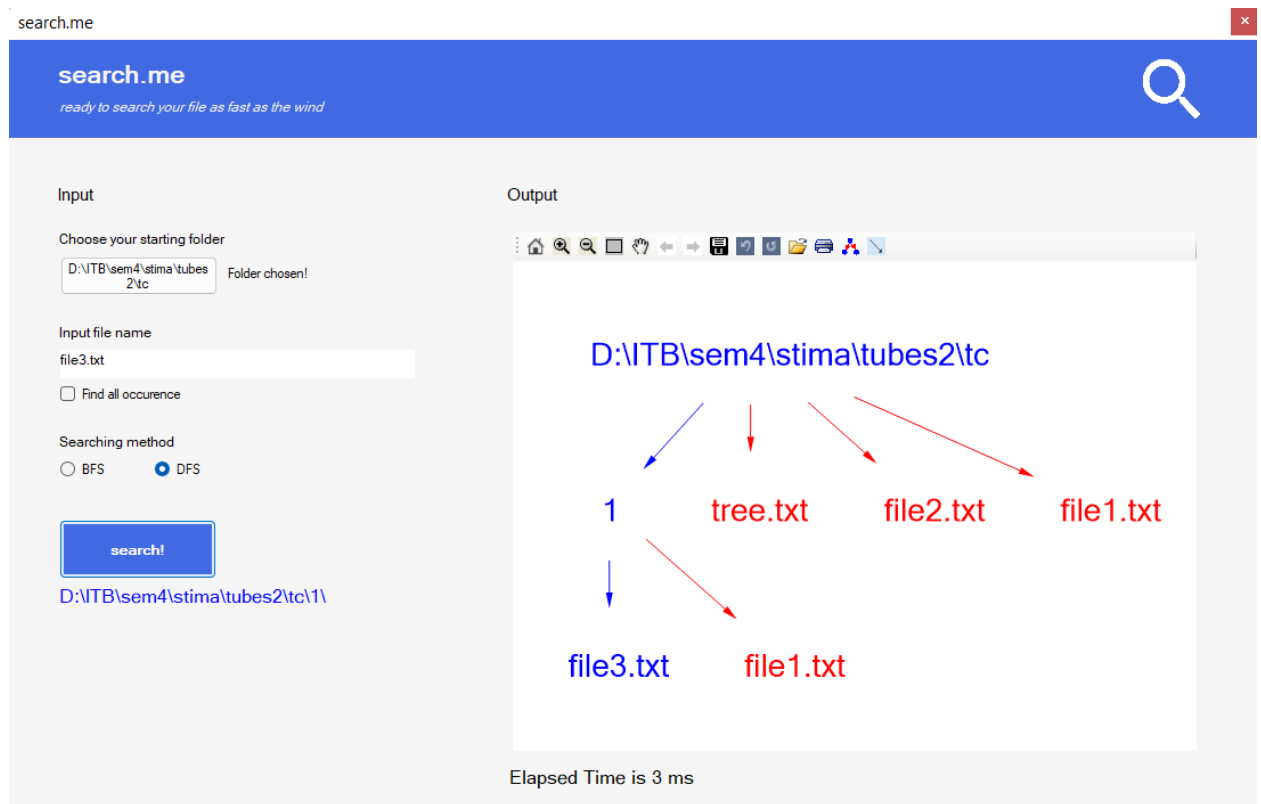 search.me
search.me
ready to search your file as fast as the wind
Input
Choose your starting folder
D:\ITB\sem4\stima\tubes
2\tc
Folder chosen!
Input file name
file3.txt
Find all occurence
Searching method
BFS
DFS
search!
D:\ITB\sem4\stima\tubes2\tc\1\
Output
D:\ITB\sem4\stima\tubes2\tc
1 tree.txt file2.txt file1.txt
file3.txt file1.txt
Elapsed Time is 3 ms